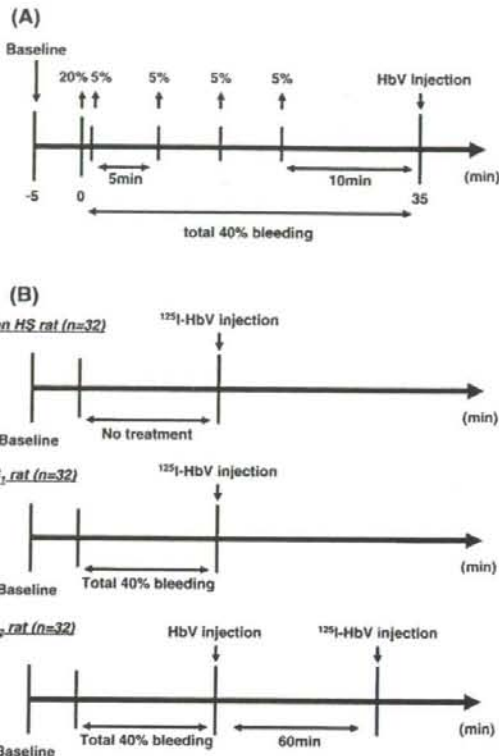 (A)
Baseline
20% 5% 5% 5% 5% HbV Injection
5min 10min (min)
-5 0 35
total 40% bleeding
(B)
HS rat (n=32)
¹²⁵I-HbV injection
(min)
Baseline No treatment
rat (n=32)
¹²⁵I-HbV injection
(min)
Baseline Total 40% bleeding
rat (n=32)
HbV injection ¹²⁵I-HbV injection
(min)
Baseline Total 40% bleeding 60min